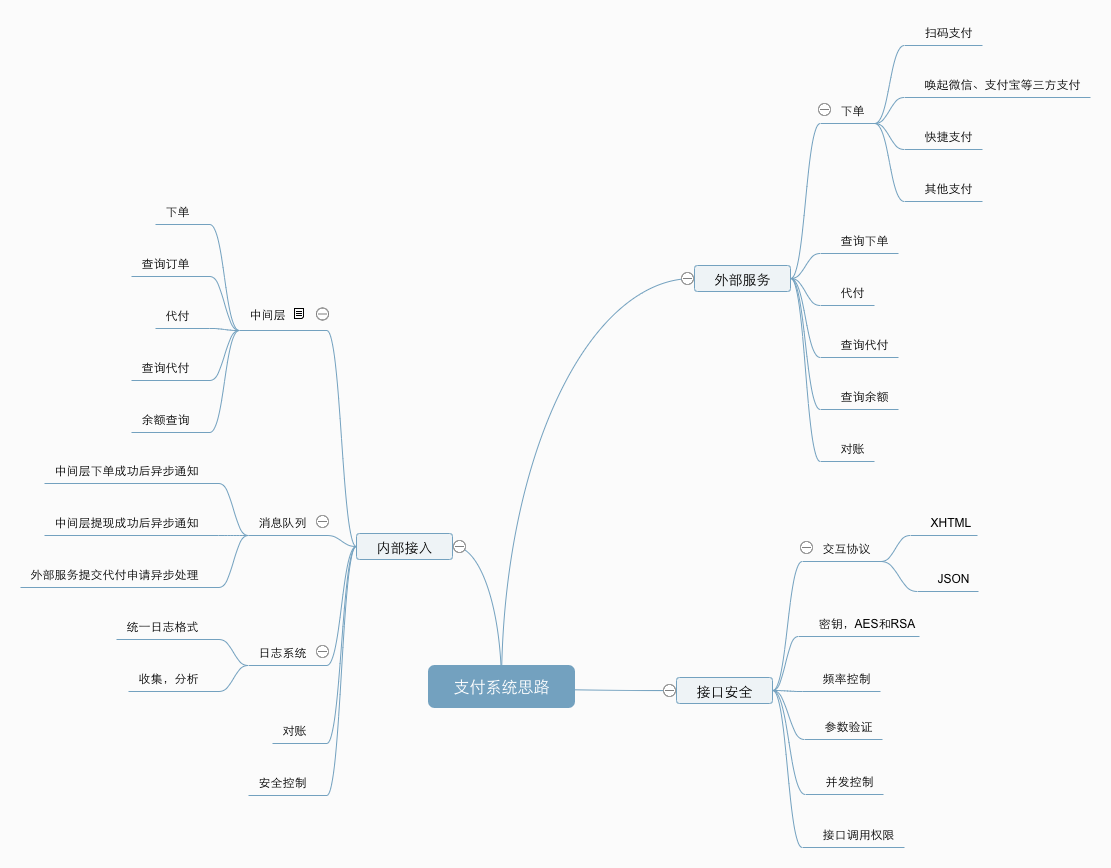 支付系统思路
外部服务
下单
扫码支付
唤起微信、支付宝等三方支付
快捷支付
其他支付
查询下单
代付
查询代付
查询余额
对账
接口安全
交互协议
XHTML
JSON
密钥，AES和RSA
频率控制
参数验证
并发控制
接口调用权限
内部接入
中间层
下单
查询订单
代付
查询代付
余额查询
消息队列
中间层下单成功后异步通知
中间层提现成功后异步通知
外部服务提交代付申请异步处理
日志系统
统一日志格式
收集，分析
对账
安全控制